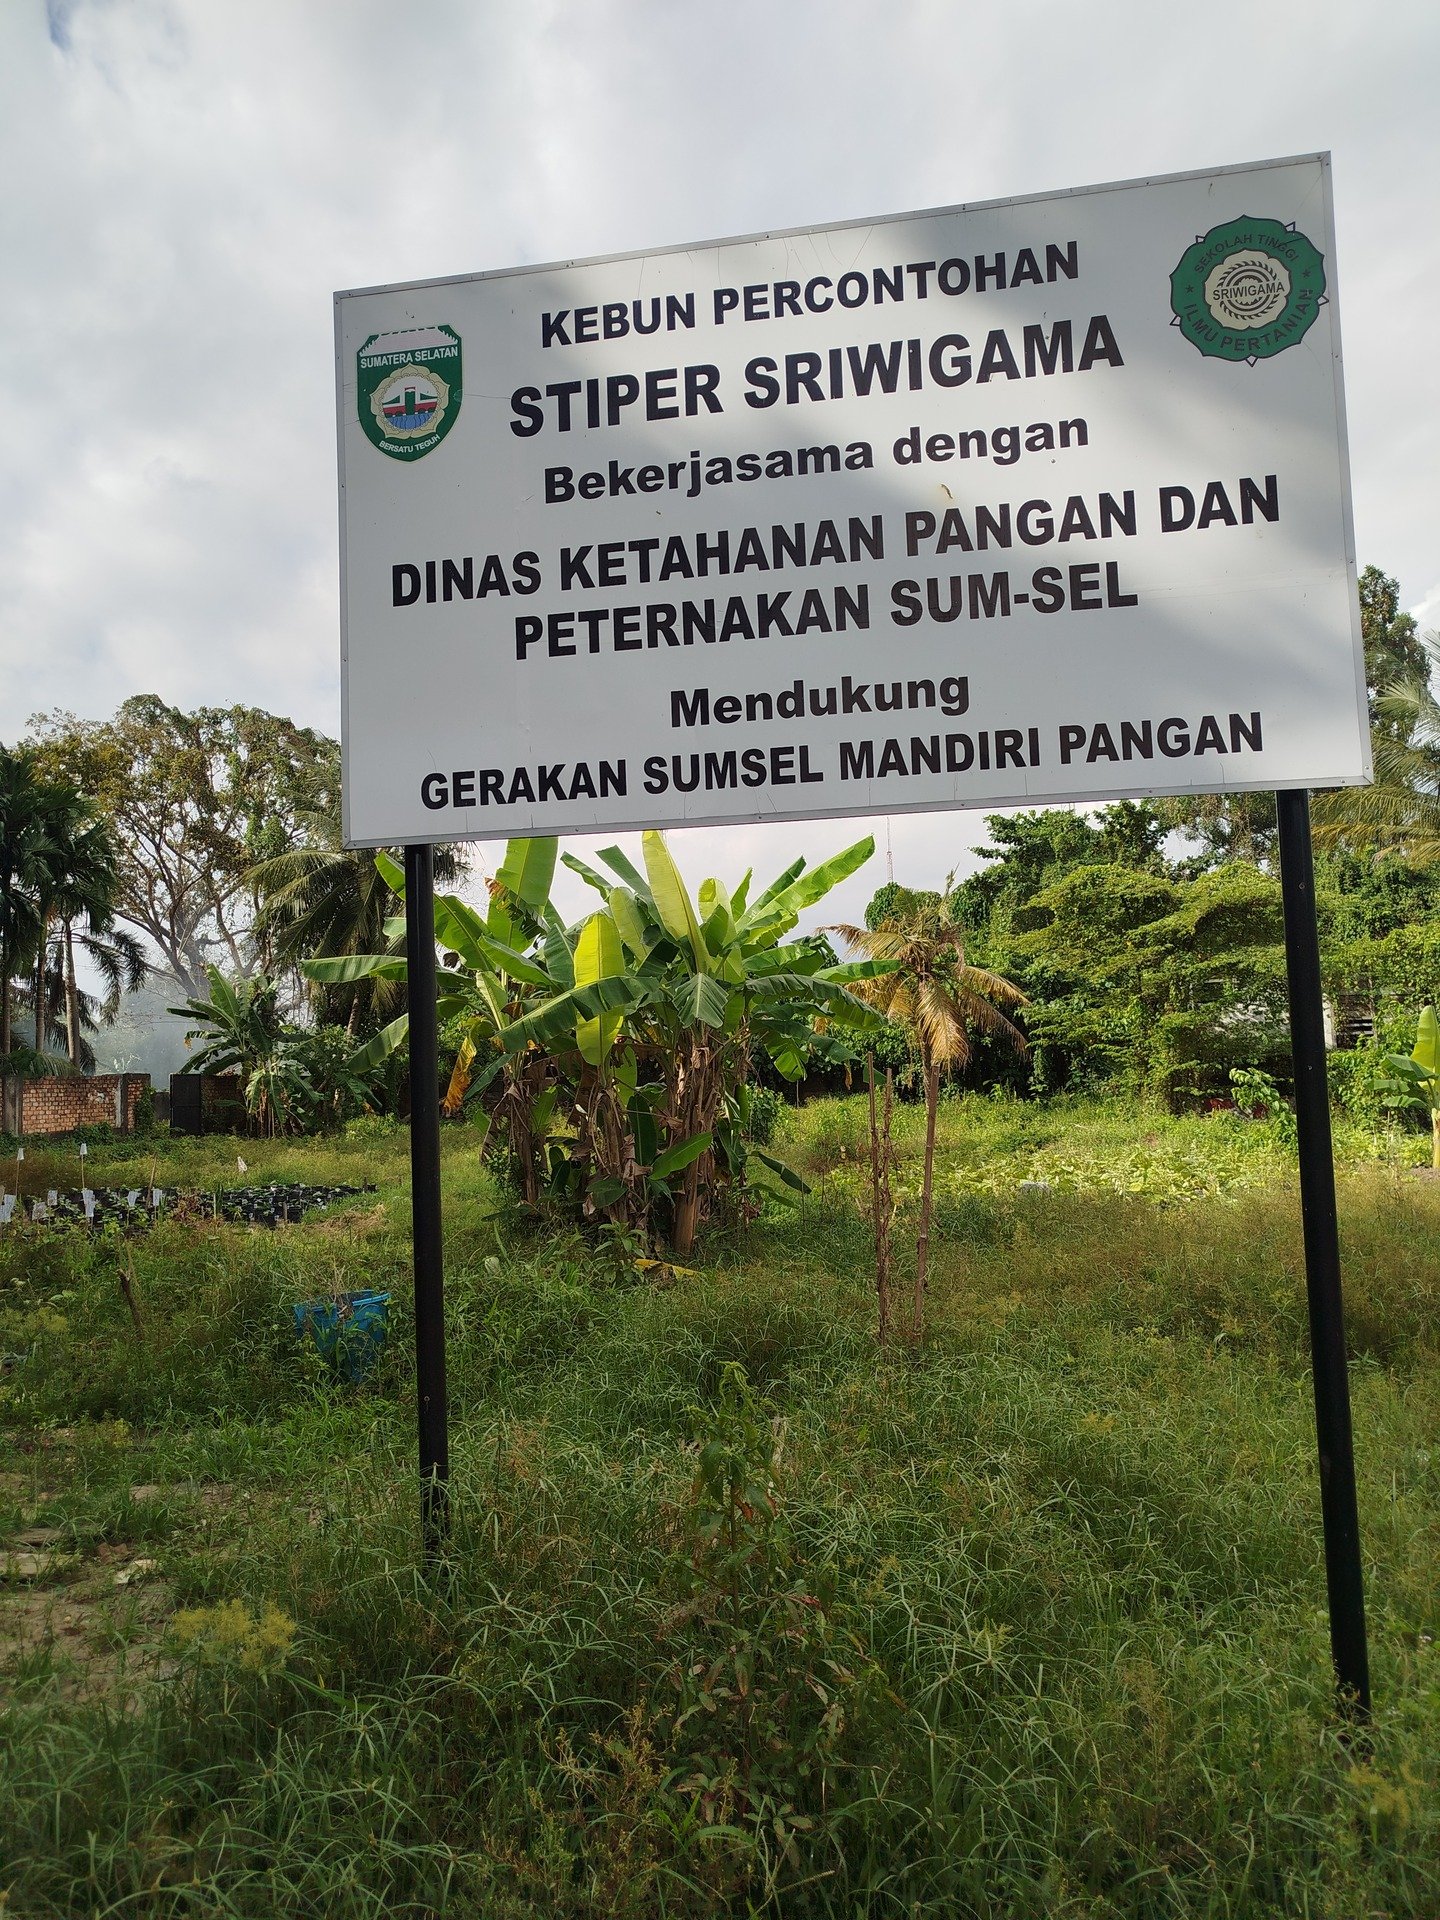 KEBUN PERCONTOHAN
STIPER SRIWIGAMA
Bekerjasama dengan
DINAS KETAHANAN PANGAN DAN
PETERNAKAN SUM-SEL
Mendukung
GERAKAN SUMSEL MANDIRI PANGAN
SUMATERA SELATAN
BERSATU TEGUH
SEKOLAH TINGGI
SRIWIGAMA
ILMU PERTANIAN